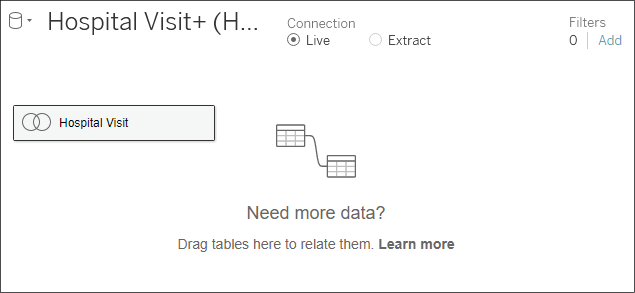 Hospital Visit+ (H...
Connection
Live Extract
Filters
0 Add
Hospital Visit
Need more data?
Drag tables here to relate them. Learn more